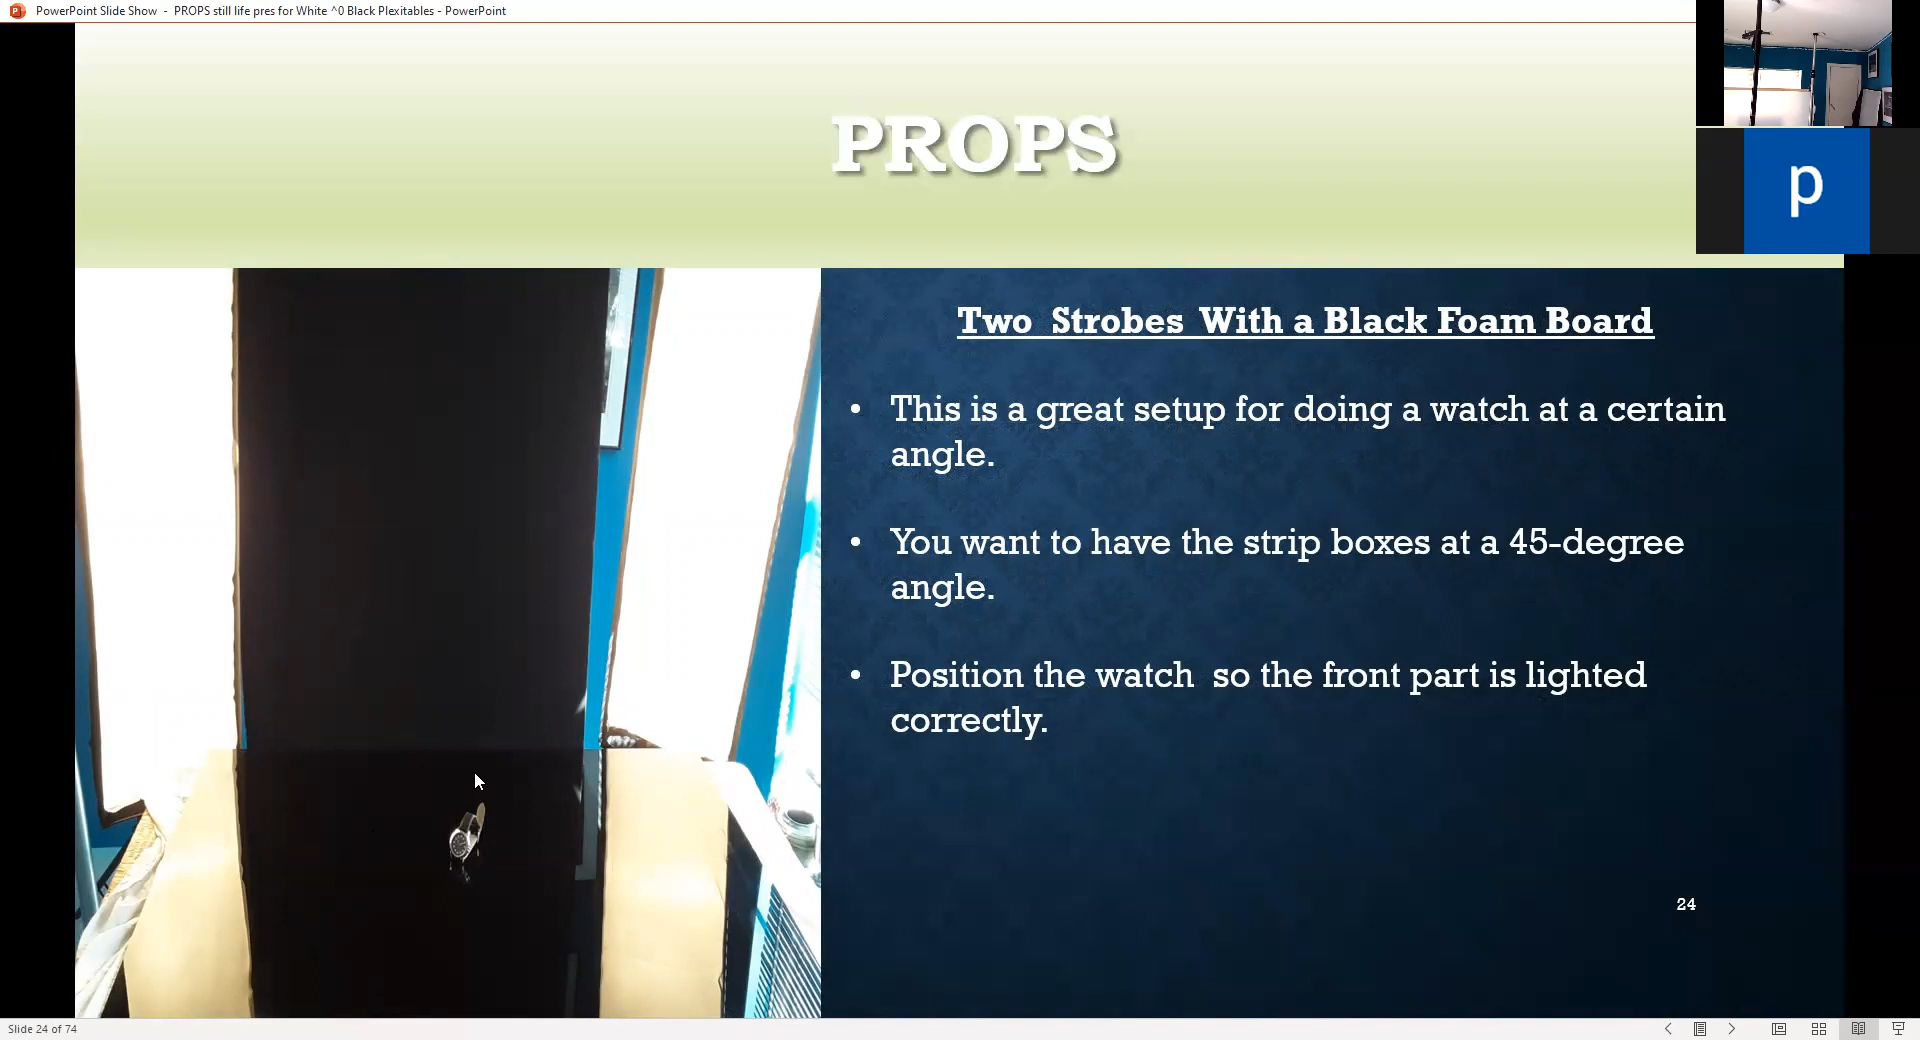 PowerPoint Slide Show - PROPS still life pres for White ^0 Black Plexitables - PowerPoint
PROPS
p
Two Strobes With a Black Foam Board
• This is a great setup for doing a watch at a certain
angle.
• You want to have the strip boxes at a 45-degree
angle.
• Position the watch so the front part is lighted
correctly.
24
Slide 24 of 74